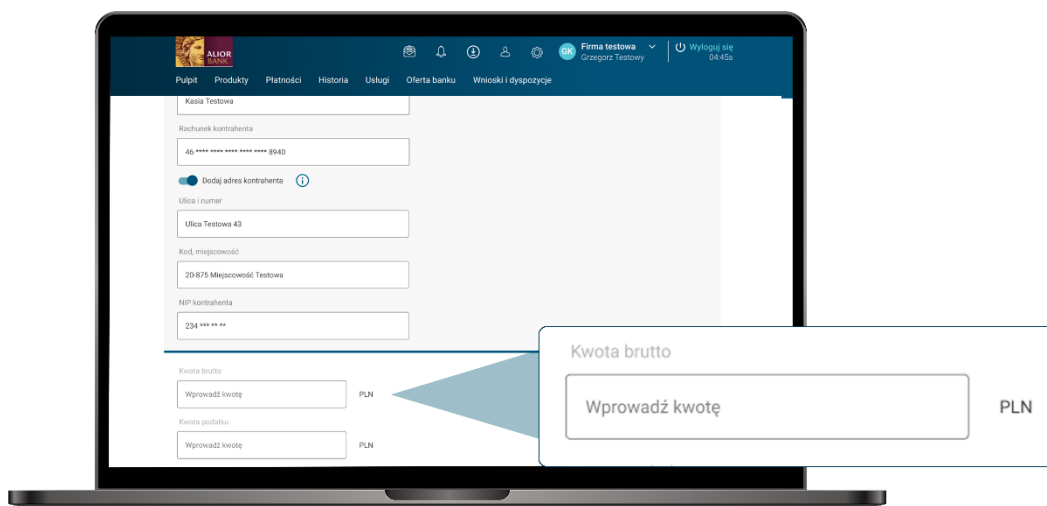 ALIOR
BANK
GK
Firma testowa
Grzegorz Testowy
Wyloguj się
04:45s
Pulpit Produkty Płatności Historia Usługi Oferta banku Wnioski i dyspozycje
Kasia Testowa
Rachunek kontrahenta
46 **** **** **** **** **** 8940
Dodaj adres kontrahenta
Ulica i numer
Ulica Testowa 43
Kod, miejscowość
20-875 Miejscowość Testowa
NIP kontrahenta
234 *** ** **
Kwota brutto
Wprowadź kwotę PLN
Kwota podatku
Wprowadź kwotę PLN
Kwota brutto
Wprowadź kwotę PLN